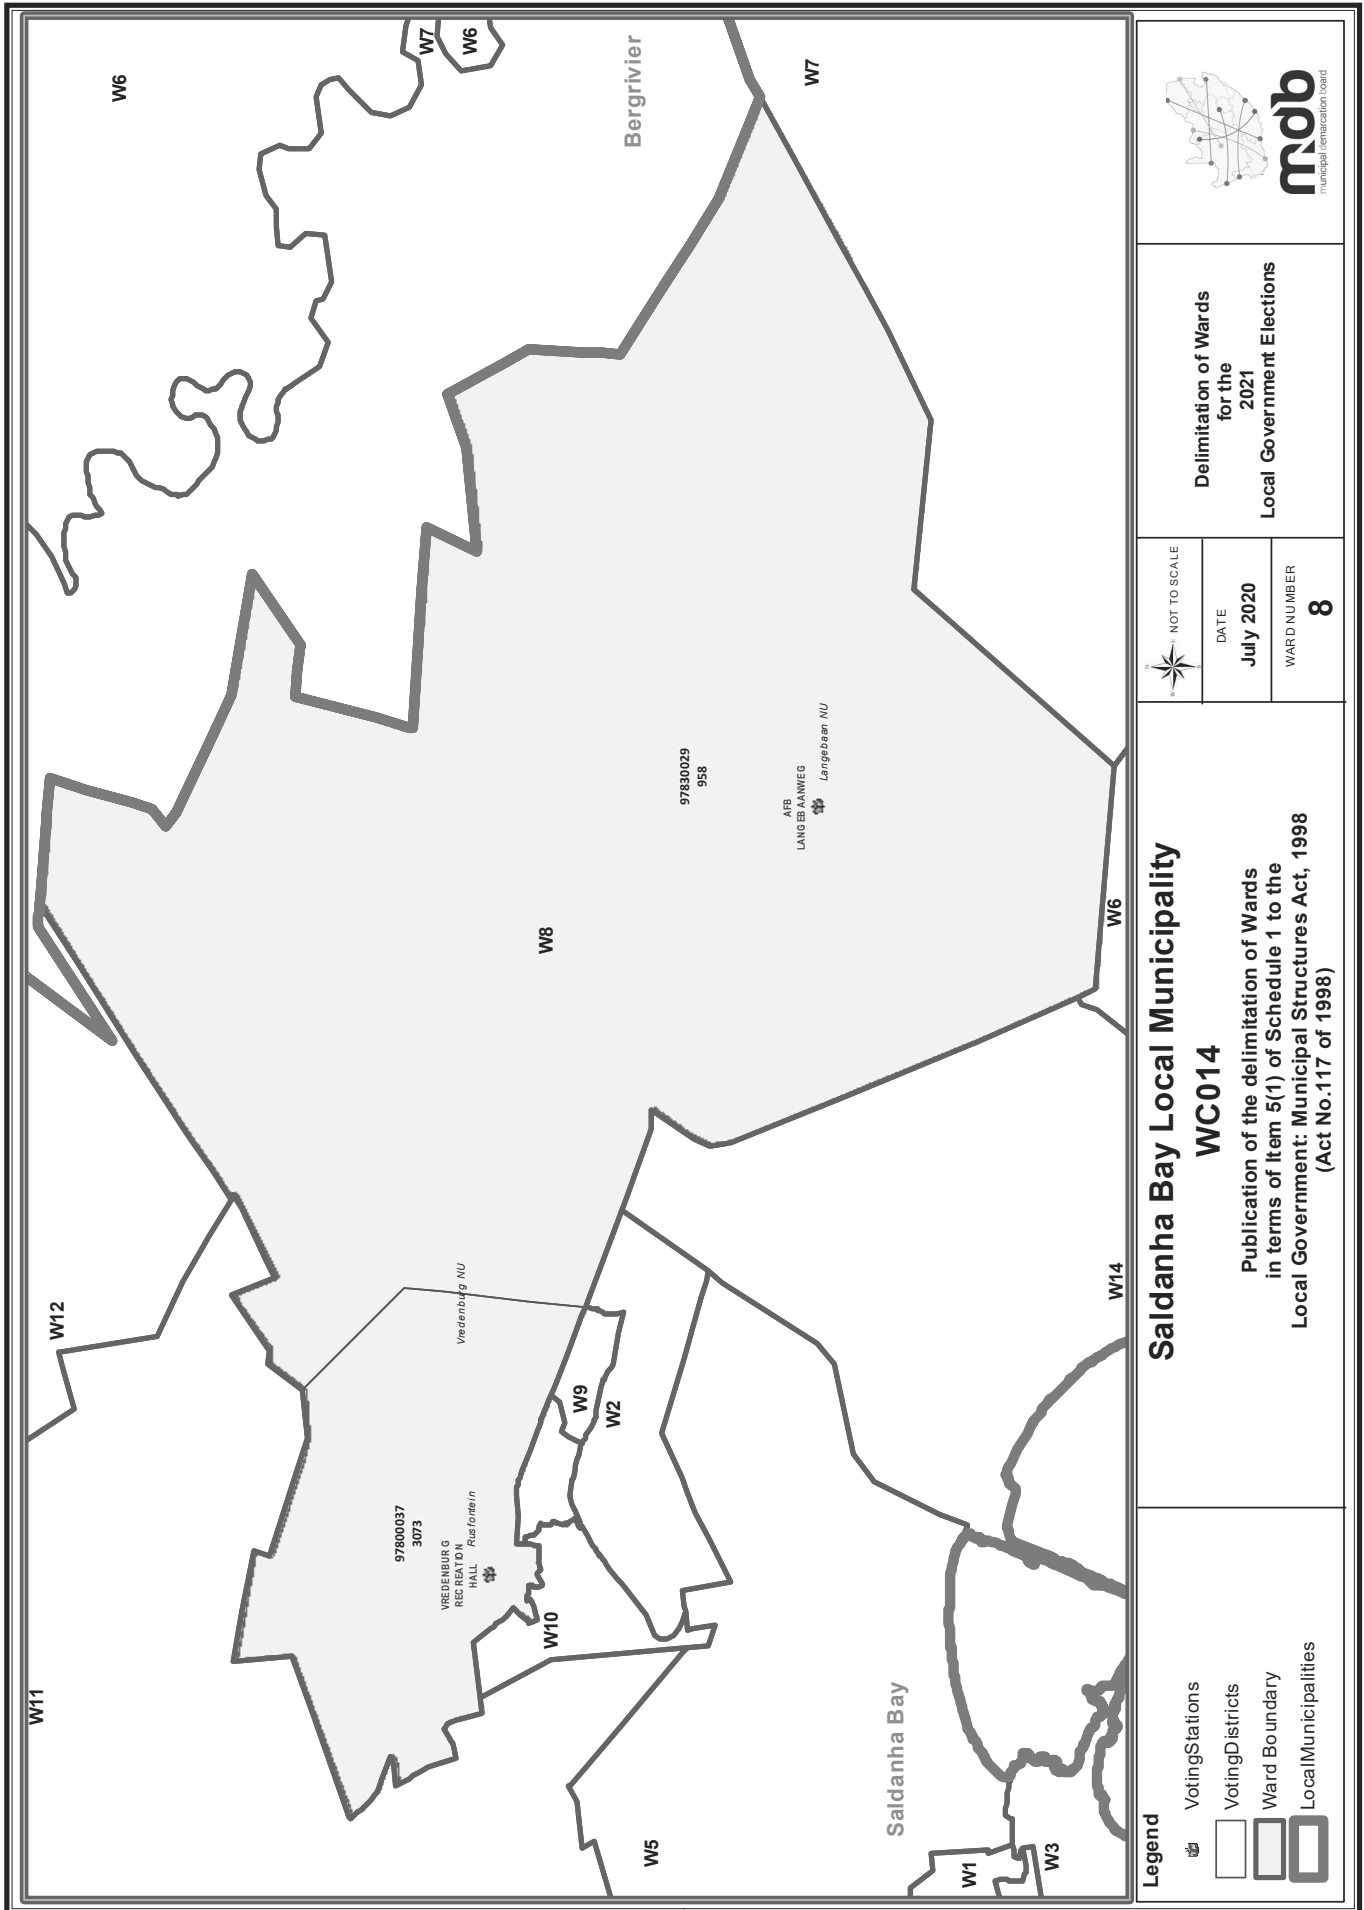 W11
W12
W6
W7
W6
Bergrivier
W7
W8
97800037
3073
VREDENBURG
RECREATION
HALL
Rusfontein
Vredenburg NU
97830029
958
AFB
LANGEBAANWEG
Langebaan NU
W9
W2
W10
W5
Saldanha Bay
W1
W3
W14
W6
Legend
VotingStations
VotingDistricts
Ward Boundary
LocalMunicipalities
Saldanha Bay Local Municipality
WC014
Publication of the delimitation of Wards
in terms of Item 5(1) of Schedule 1 to the
Local Government: Municipal Structures Act, 1998
(Act No.117 of 1998)
N
W E
S
NOT TO SCALE
DATE
July 2020
WARD NUMBER
8
Delimitation of Wards
for the
2021
Local Government Elections
mdb
municipal demarcation board